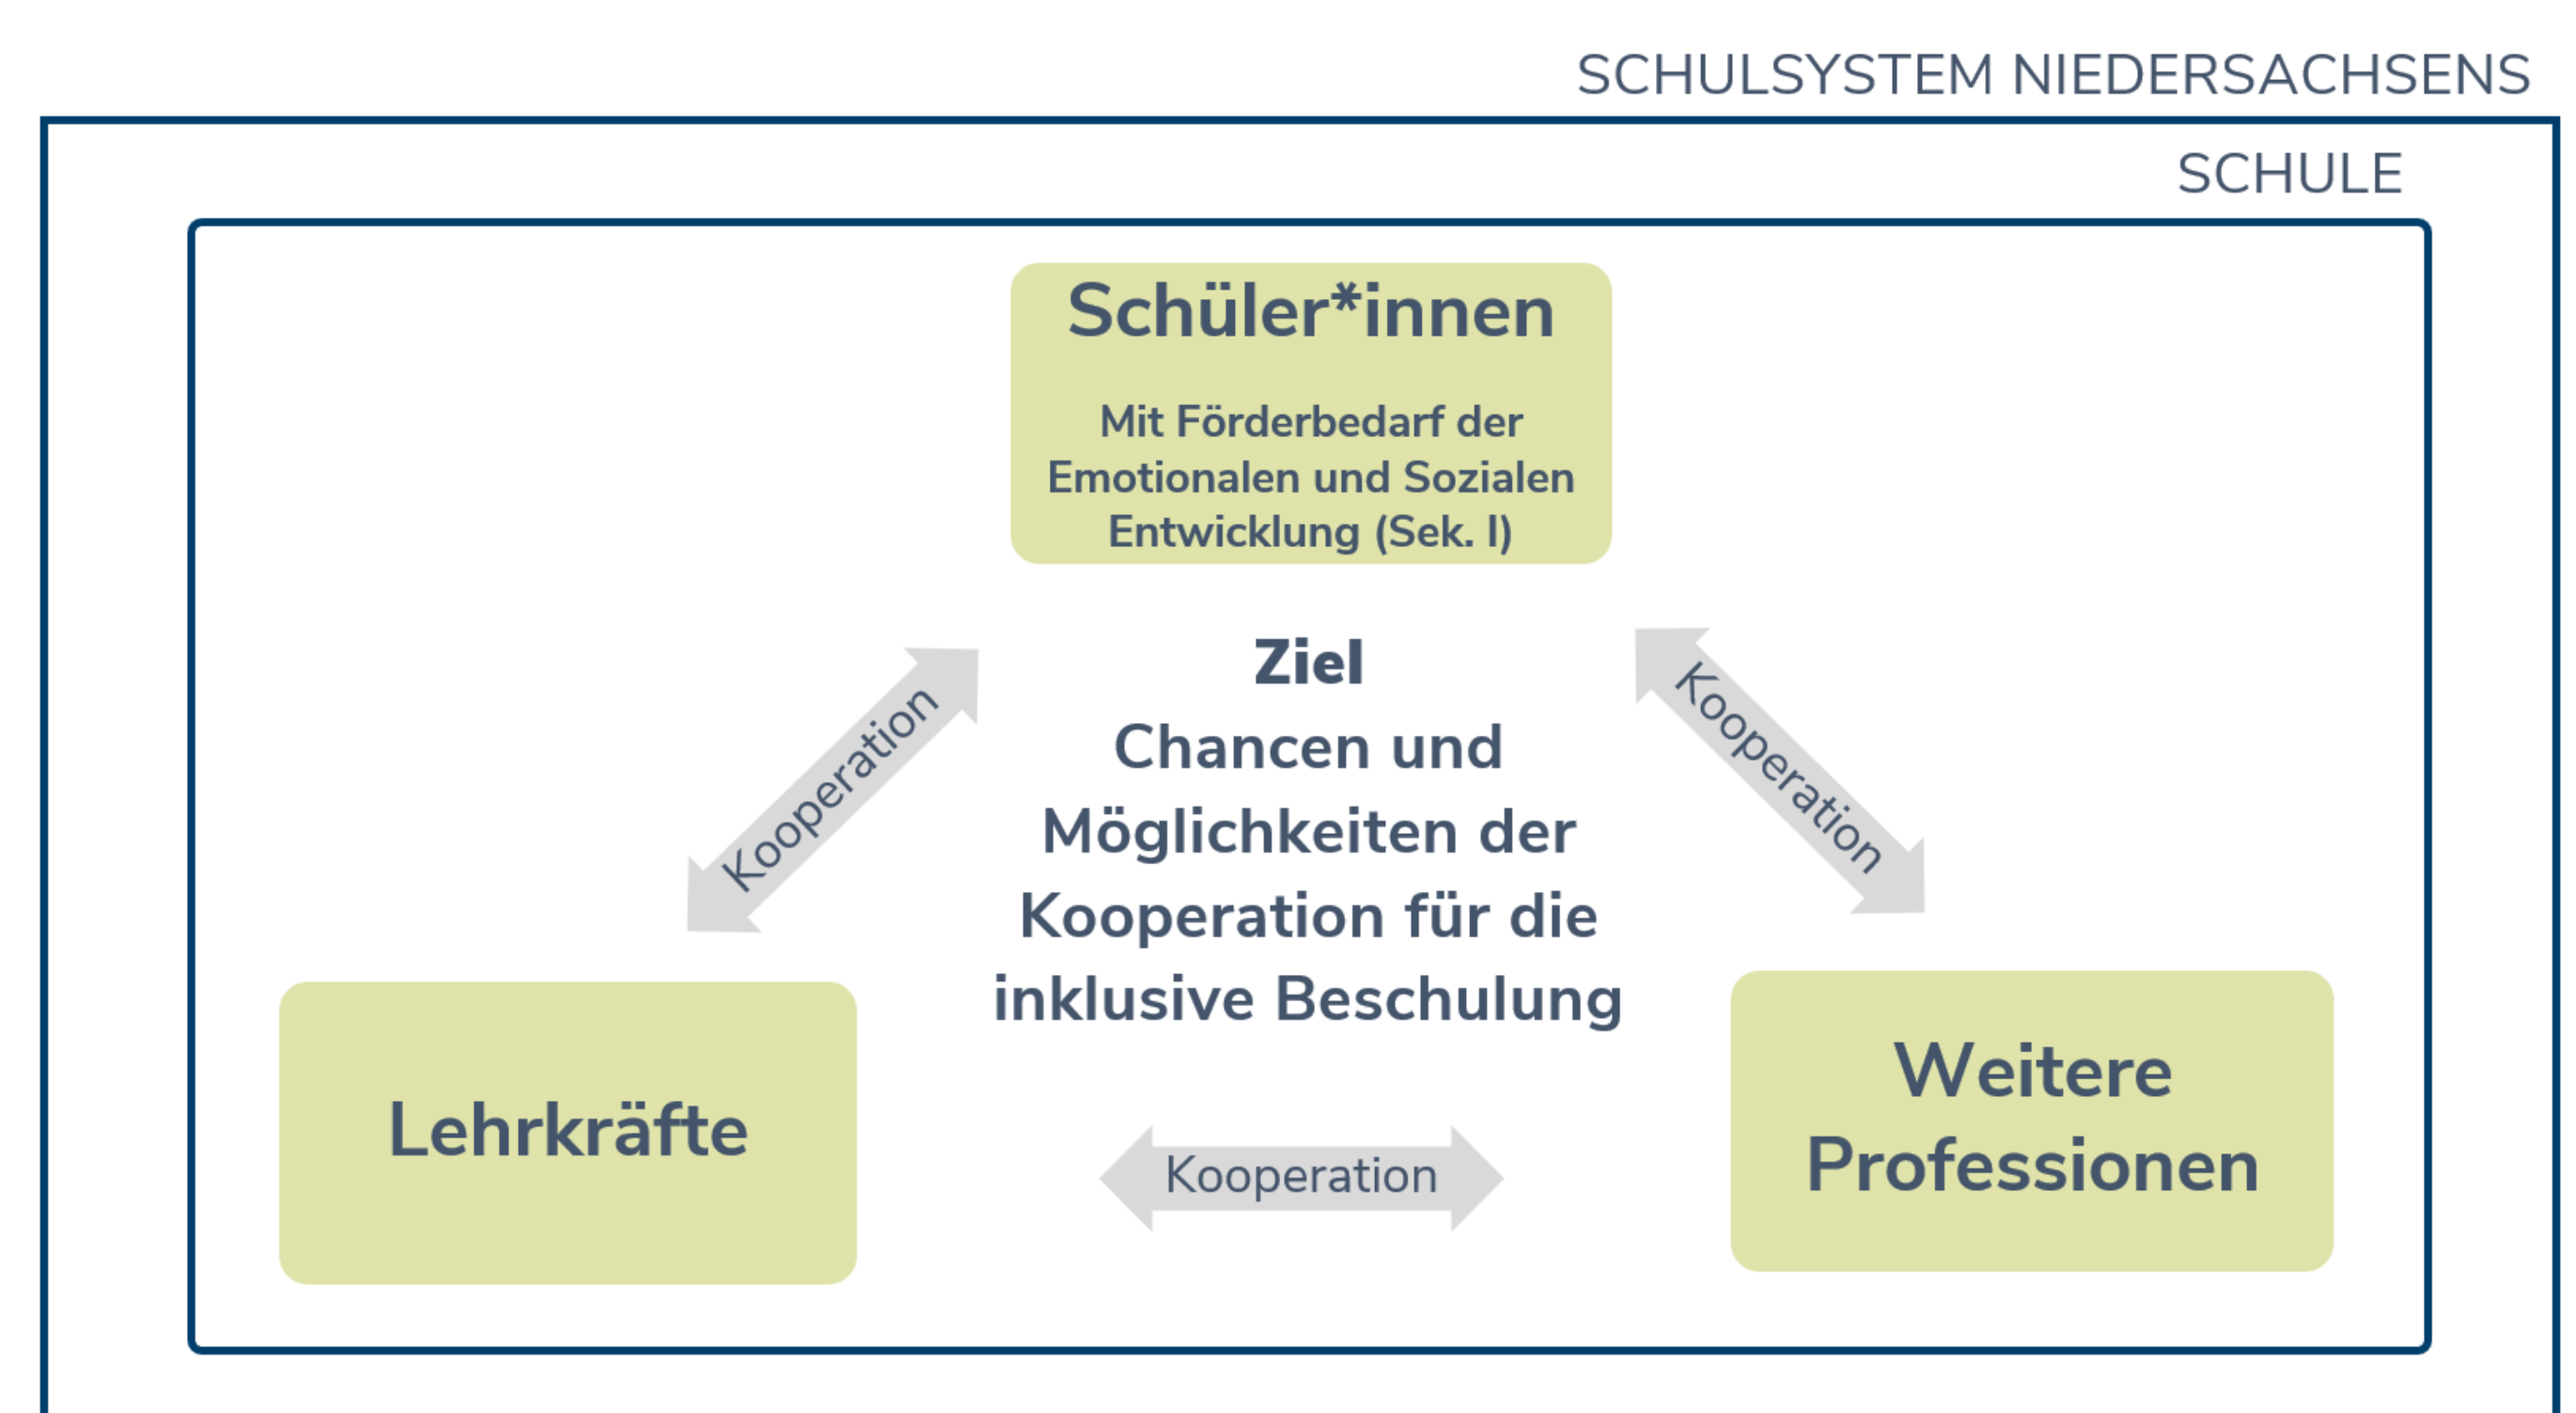 SCHULSYSTEM NIEDERSACHSENS
SCHULE
Schüler*innen
Mit Förderbedarf der
Emotionalen und Sozialen
Entwicklung (Sek. I)
Kooperation
Kooperation
Ziel
Chancen und
Möglichkeiten der
Kooperation für die
inklusive Beschulung
Lehrkräfte
Kooperation
Weitere
Professionen